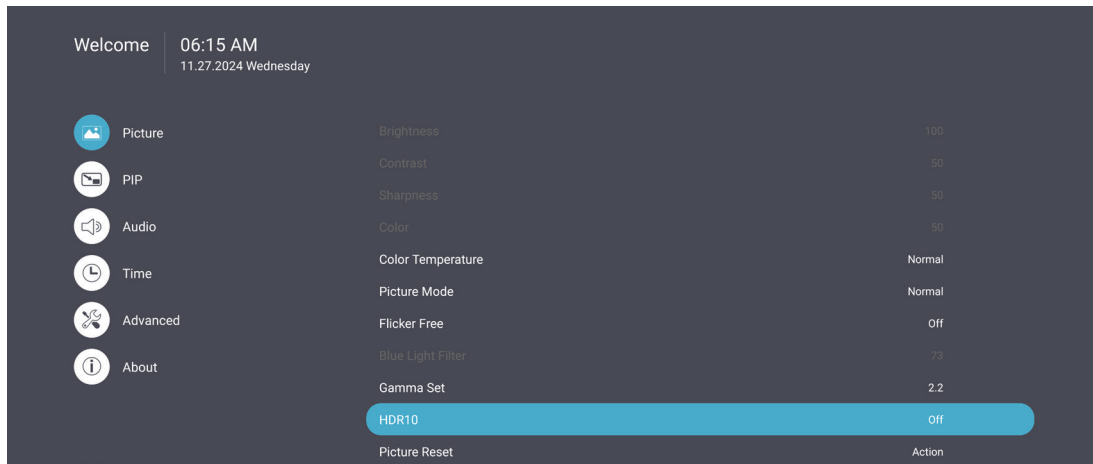 Welcome
06:15 AM
11.27.2024 Wednesday
Picture
PIP
Audio
Time
Advanced
About
Brightness 100
Contrast 50
Sharpness 50
Color 50
Color Temperature Normal
Picture Mode Normal
Flicker Free Off
Blue Light Filter 73
Gamma Set 2.2
HDR10 Off
Picture Reset Action